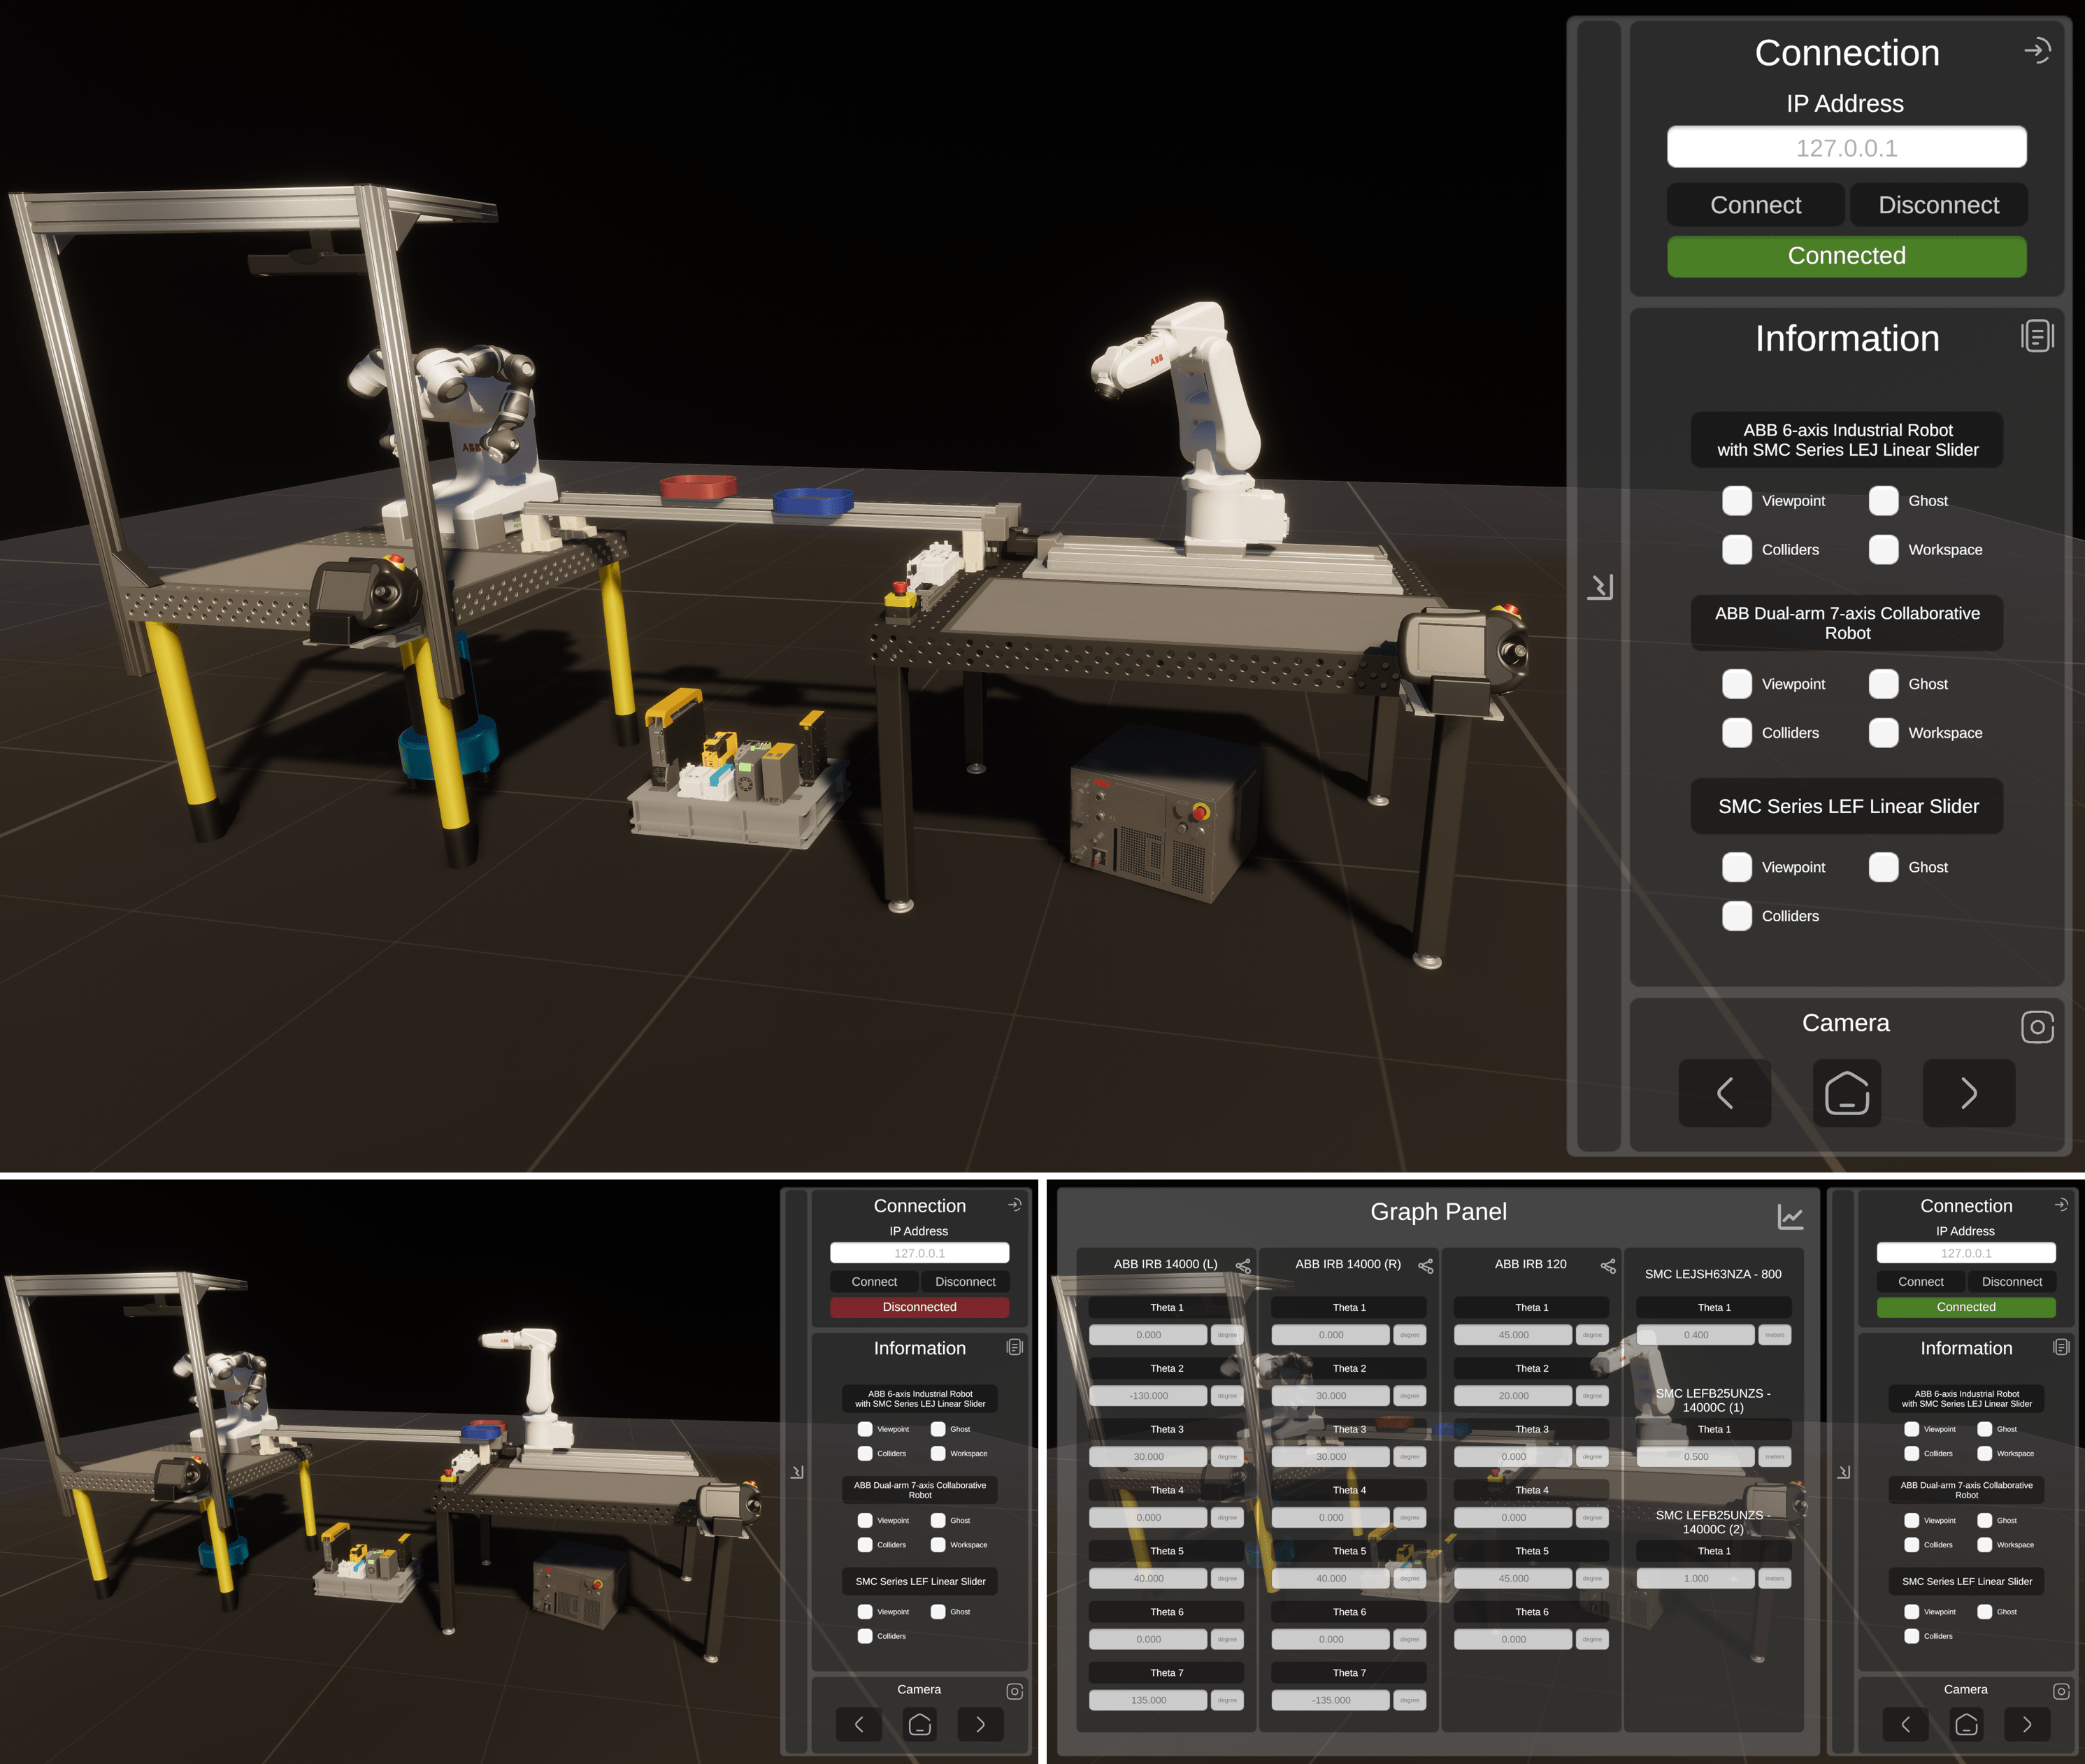 Connection
IP Address
127.0.0.1
Connect
Disconnect
Connected
Information
ABB 6-axis Industrial Robot
with SMC Series LEJ Linear Slider
Viewpoint
Ghost
Colliders
Workspace
ABB Dual-arm 7-axis Collaborative
Robot
Viewpoint
Ghost
Colliders
Workspace
SMC Series LEF Linear Slider
Viewpoint
Ghost
Colliders
Camera
ABB
ABB
Connection
IP Address
127.0.0.1
Connect
Disconnect
Disconnected
Information
ABB 6-axis Industrial Robot
with SMC Series LEJ Linear Slider
Viewpoint
Ghost
Colliders
Workspace
ABB Dual-arm 7-axis Collaborative
Robot
Viewpoint
Ghost
Colliders
Workspace
SMC Series LEF Linear Slider
Viewpoint
Ghost
Colliders
Camera
Graph Panel
ABB IRB 14000 (L)
Theta 1
0.000
degree
Theta 2
-130.000
degree
Theta 3
30.000
degree
Theta 4
0.000
degree
Theta 5
40.000
degree
Theta 6
0.000
degree
Theta 7
135.000
degree
ABB IRB 14000 (R)
Theta 1
0.000
degree
Theta 2
30.000
degree
Theta 3
30.000
degree
Theta 4
0.000
degree
Theta 5
40.000
degree
Theta 6
0.000
degree
Theta 7
-135.000
degree
ABB IRB 120
Theta 1
45.000
degree
Theta 2
20.000
degree
Theta 3
0.000
degree
Theta 4
0.000
degree
Theta 5
45.000
degree
Theta 6
0.000
degree
SMC LEJSH63NZA - 800
Theta 1
0.400
meters
SMC LEFB25UNZS -
14000C (1)
Theta 1
0.500
meters
SMC LEFB25UNZS -
14000C (2)
Theta 1
1.000
meters
Connection
IP Address
127.0.0.1
Connect
Disconnect
Connected
Information
ABB 6-axis Industrial Robot
with SMC Series LEJ Linear Slider
Viewpoint
Ghost
Colliders
Workspace
ABB Dual-arm 7-axis Collaborative
Robot
Viewpoint
Ghost
Colliders
Workspace
SMC Series LEF Linear Slider
Viewpoint
Ghost
Colliders
Camera